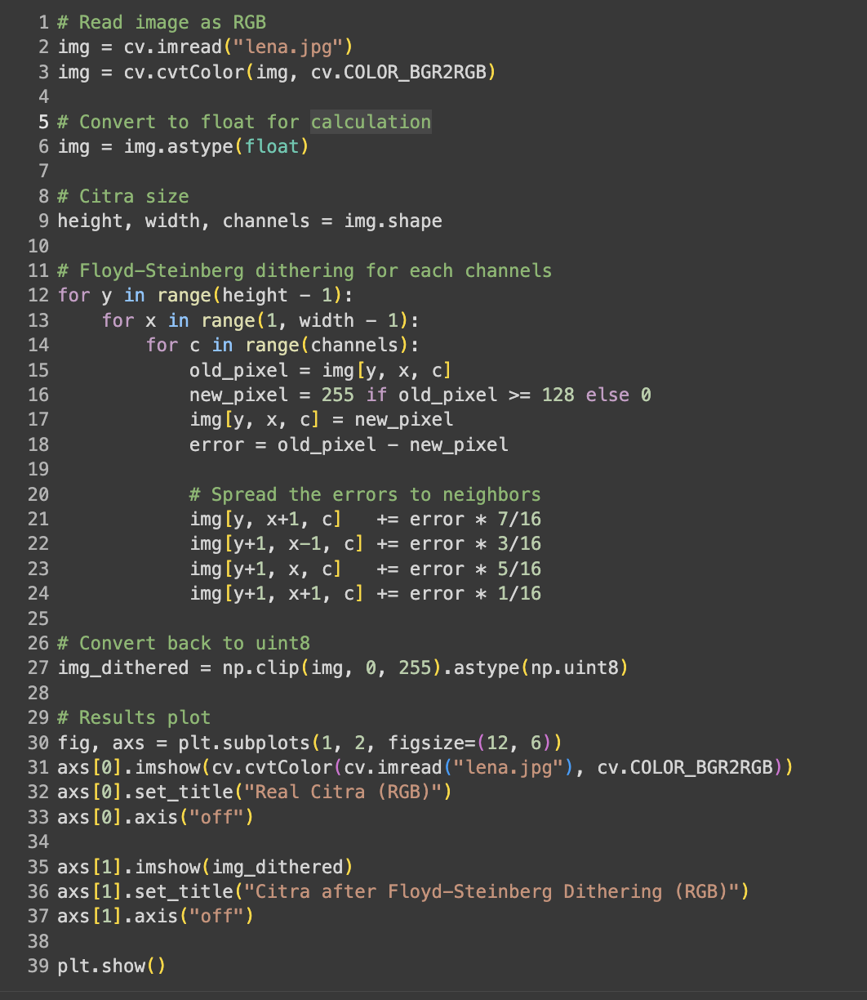 1 # Read image as RGB
2 img = cv.imread("lena.jpg")
3 img = cv.cvtColor(img, cv.COLOR_BGR2RGB)
4
5 # Convert to float for calculation
6 img = img.astype(float)
7
8 # Citra size
9 height, width, channels = img.shape
10
11 # Floyd-Steinberg dithering for each channels
12 for y in range(height - 1):
13     for x in range(1, width - 1):
14         for c in range(channels):
15             old_pixel = img[y, x, c]
16             new_pixel = 255 if old_pixel >= 128 else 0
17             img[y, x, c] = new_pixel
18             error = old_pixel - new_pixel
19
20             # Spread the errors to neighbors
21             img[y, x+1, c]   += error * 7/16
22             img[y+1, x-1, c] += error * 3/16
23             img[y+1, x, c]   += error * 5/16
24             img[y+1, x+1, c] += error * 1/16
25
26 # Convert back to uint8
27 img_dithered = np.clip(img, 0, 255).astype(np.uint8)
28
29 # Results plot
30 fig, axs = plt.subplots(1, 2, figsize=(12, 6))
31 axs[0].imshow(cv.cvtColor(cv.imread("lena.jpg"), cv.COLOR_BGR2RGB))
32 axs[0].set_title("Real Citra (RGB)")
33 axs[0].axis("off")
34
35 axs[1].imshow(img_dithered)
36 axs[1].set_title("Citra after Floyd-Steinberg Dithering (RGB)")
37 axs[1].axis("off")
38
39 plt.show()